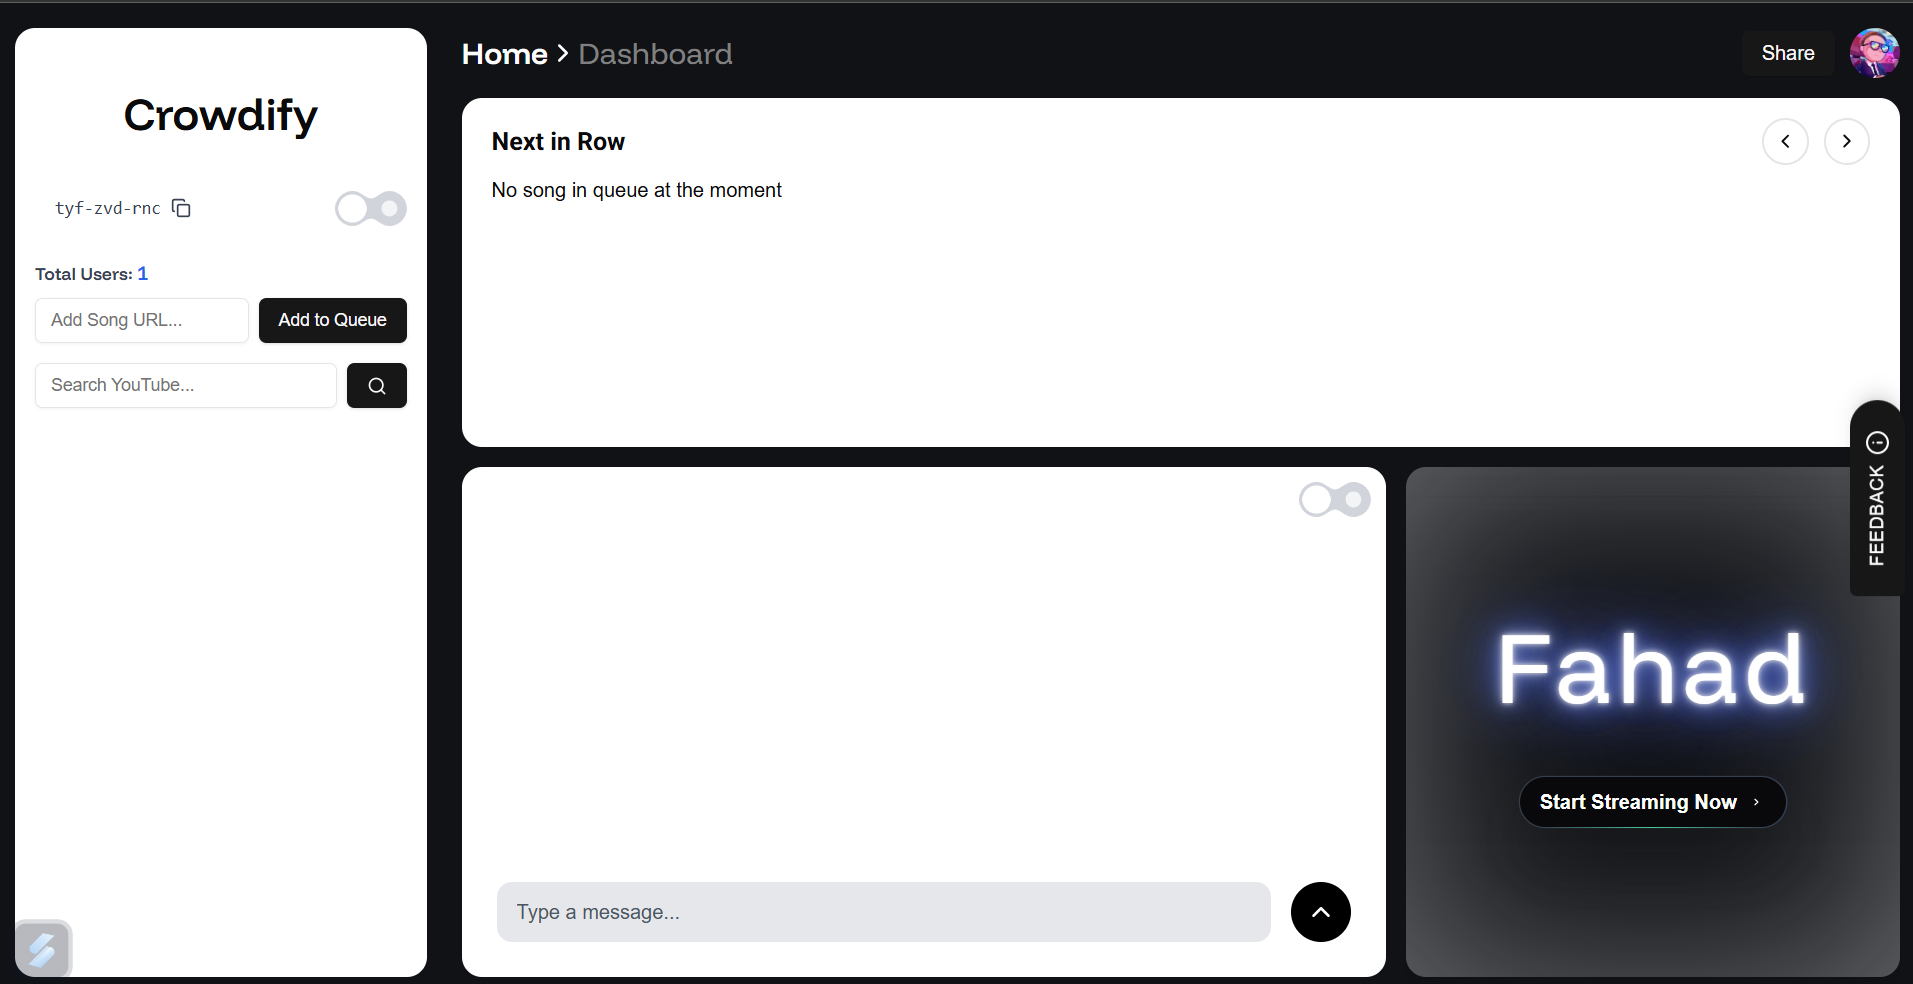 Crowdify
tyf-zvd-rnc
Total Users: 1
Add Song URL...
Add to Queue
Search YouTube...
Home > Dashboard
Share
Next in Row
No song in queue at the moment
Type a message...
FEEDBACK
Fahad
Start Streaming Now ›